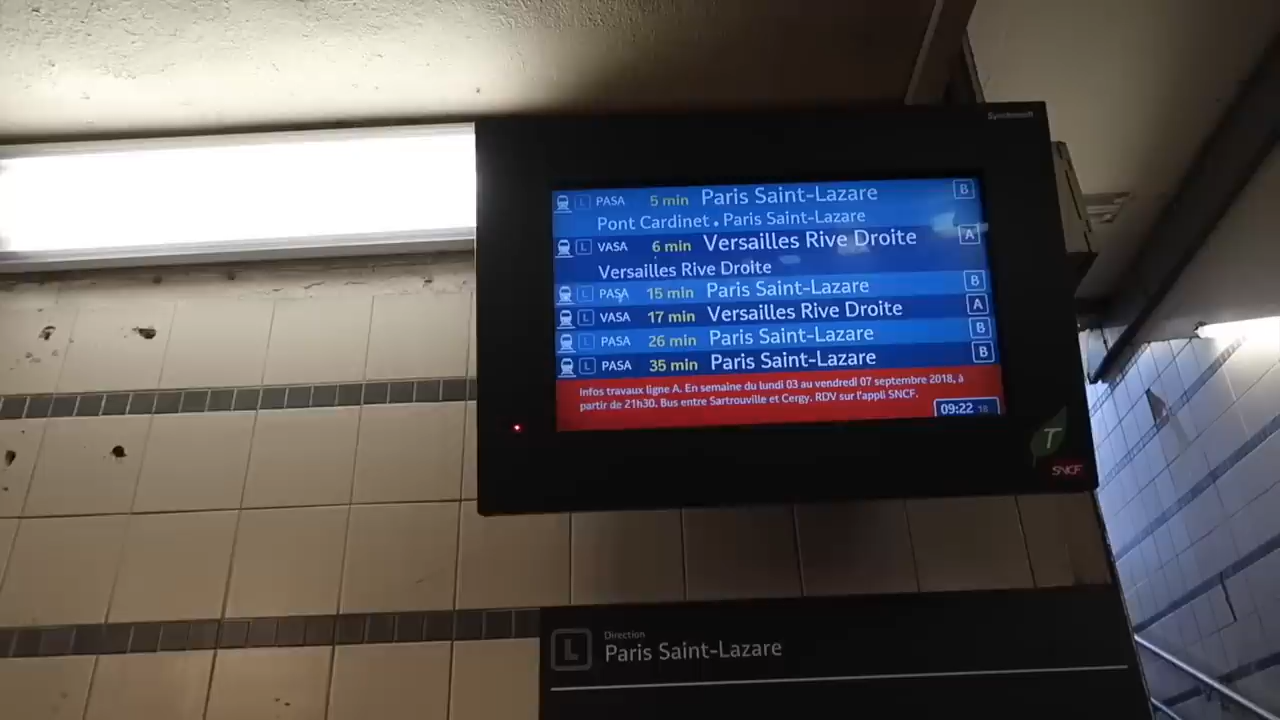 Synchronsoft
L PASA 5 min Paris Saint-Lazare B
Pont Cardinet • Paris Saint-Lazare
L VASA 6 min Versailles Rive Droite A
Versailles Rive Droite
L PASA 15 min Paris Saint-Lazare B
L VASA 17 min Versailles Rive Droite A
L PASA 26 min Paris Saint-Lazare B
L PASA 35 min Paris Saint-Lazare B
Infos travaux ligne A. En semaine du lundi 03 au vendredi 07 septembre 2018, à
partir de 21h30. Bus entre Sartrouville et Cergy. RDV sur l'appli SNCF.
09:22 18
T
SNCF
L Direction
Paris Saint-Lazare